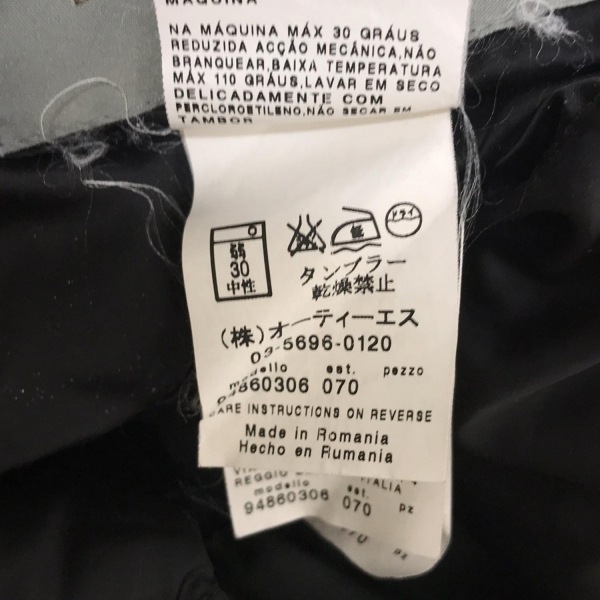 MÁQUINA
NA MÁQUINA MÁX 30 GRÁUS
REDUZIDA ACÇÃO MECÂNICA,NÃO
BRANQUEAR,BAIXA TEMPERATURA
MÁX 110 GRÁUS,LAVAR EM SECO
DELICADAMENTE COM
PERCLOROETILENO,NÃO SECAR EM
TAMBOR
弱
30
中性
低
ドライ
タンブラー
乾燥禁止
(株)オーティーエス
03-5696-0120
modello est. pezzo
94860306 070
CARE INSTRUCTIONS ON REVERSE
Made in Romania
Hecho en Rumania
REGGIO ITALIA
modello est. pz
94860306 070
pz